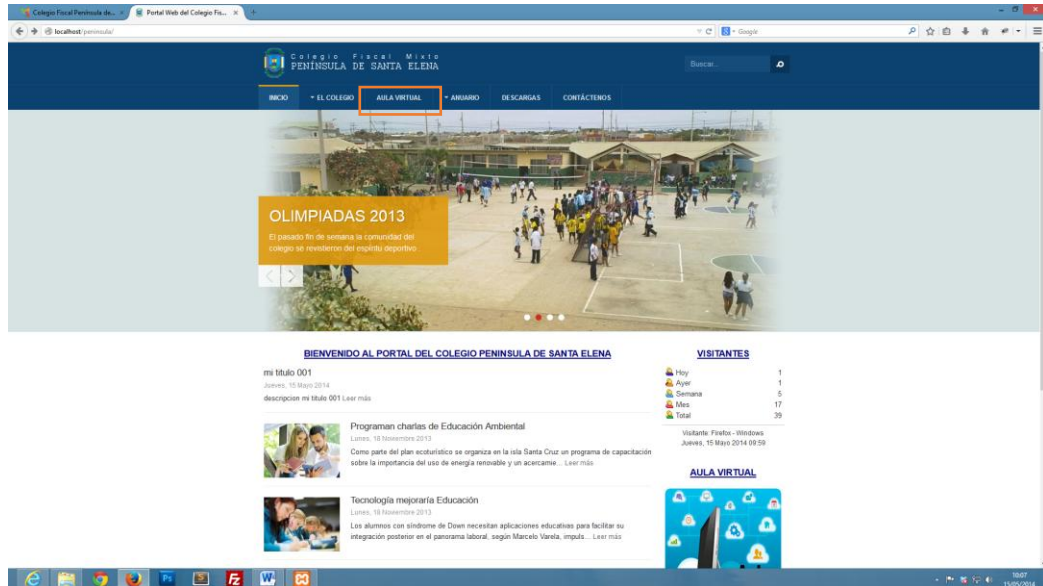 Colegio Fiscal Península de...
Portal Web del Colegio Fis...
localhost/peninsula/
Google
Colegio Fiscal Mixto
PENÍNSULA DE SANTA ELENA
Buscar...
INICIO
EL COLEGIO
AULA VIRTUAL
ANUARIO
DESCARGAS
CONTÁCTENOS
OLIMPIADAS 2013
El pasado fin de semana la comunidad del
colegio se revistieron del espíritu deportivo
BIENVENIDO AL PORTAL DEL COLEGIO PENINSULA DE SANTA ELENA
mi titulo 001
Jueves, 15 Mayo 2014
descripcion mi titulo 001 Leer más
Programan charlas de Educación Ambiental
Lunes, 18 Noviembre 2013
Como parte del plan ecoturístico se organiza en la isla Santa Cruz un programa de capacitación
sobre la importancia del uso de energía renovable y un acercamie... Leer más
Tecnología mejoraría Educación
Lunes, 18 Noviembre 2013
Los alumnos con síndrome de Down necesitan aplicaciones educativas para facilitar su
integración posterior en el panorama laboral, según Marcelo Varela, impuls... Leer más
VISITANTES
Hoy 1
Ayer 1
Semana 5
Mes 17
Total 39
Visitante: Firefox - Windows
Jueves, 15 Mayo 2014 09:59
AULA VIRTUAL
10:07
15/05/2014